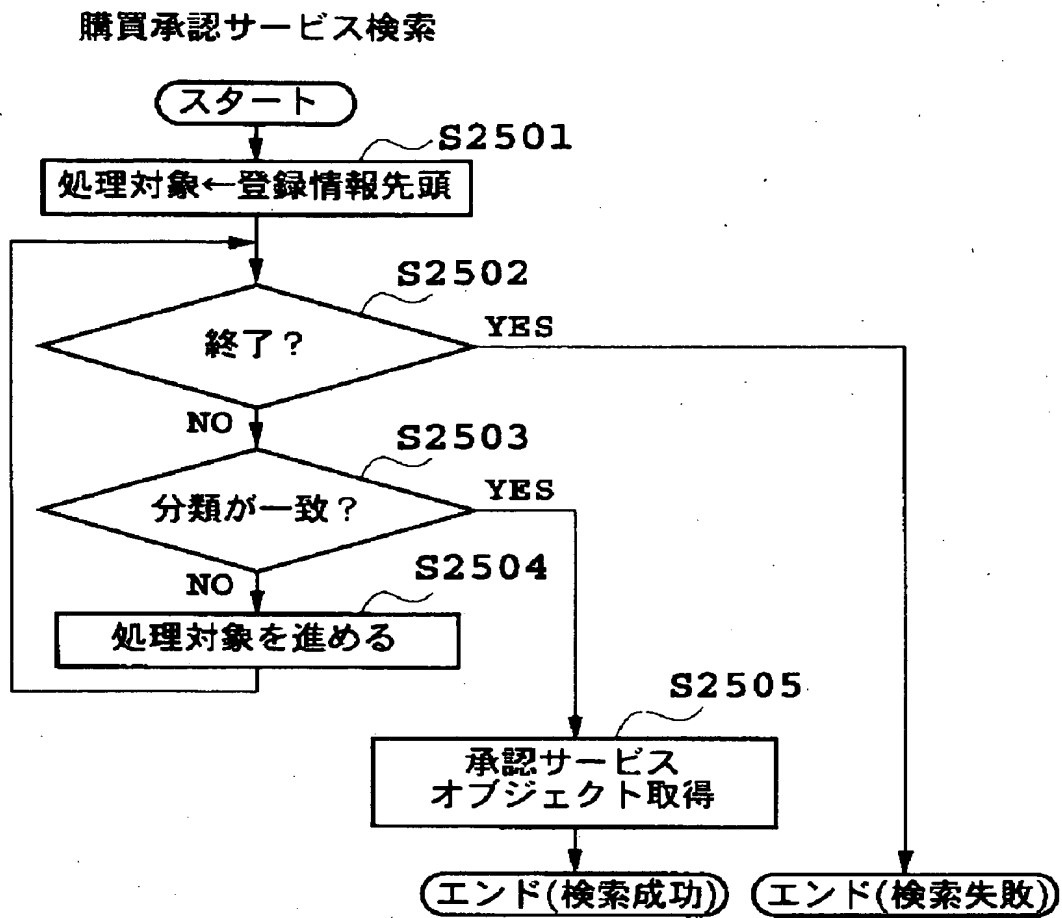 購買承認サービス検索
スタート
S2501
処理対象←登録情報先頭
S2502
終了?
YES
NO
S2503
分類が一致?
YES
NO
S2504
処理対象を進める
S2505
承認サービス
オブジェクト取得
エンド(検索成功)
エンド(検索失敗)